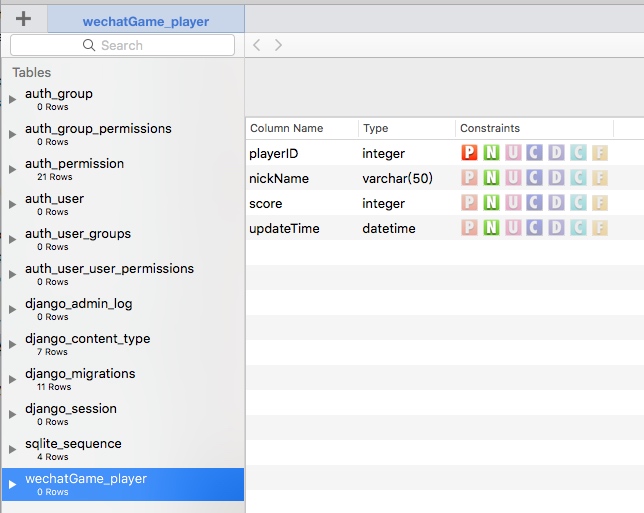 + wechatGame_player
Search
Tables
auth_group
0 Rows
auth_group_permissions
0 Rows
auth_permission
21 Rows
auth_user
0 Rows
auth_user_groups
0 Rows
auth_user_user_permissions
0 Rows
django_admin_log
0 Rows
django_content_type
7 Rows
django_migrations
11 Rows
django_session
0 Rows
sqlite_sequence
4 Rows
wechatGame_player
0 Rows
Column Name Type Constraints
playerID integer P N U C D C F
nickName varchar(50) P N U C D C F
score integer P N U C D C F
updateTime datetime P N U C D C F